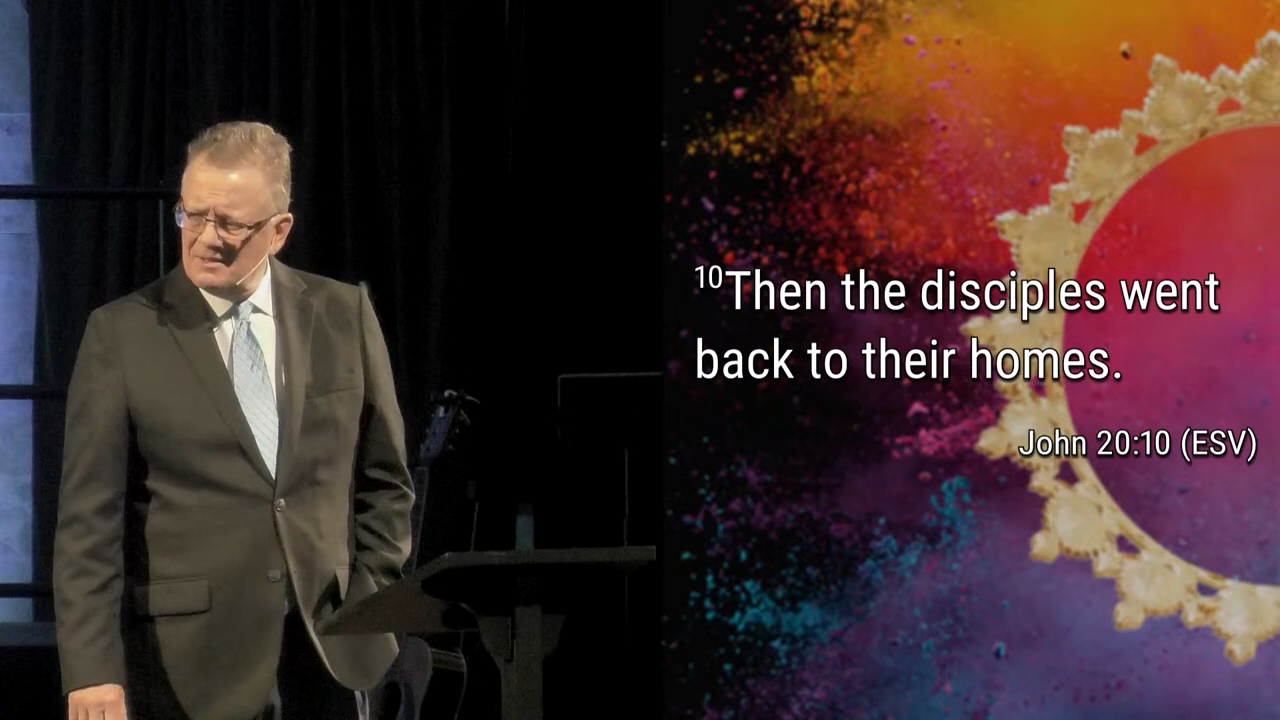 ¹⁰Then the disciples went
back to their homes.
John 20:10 (ESV)